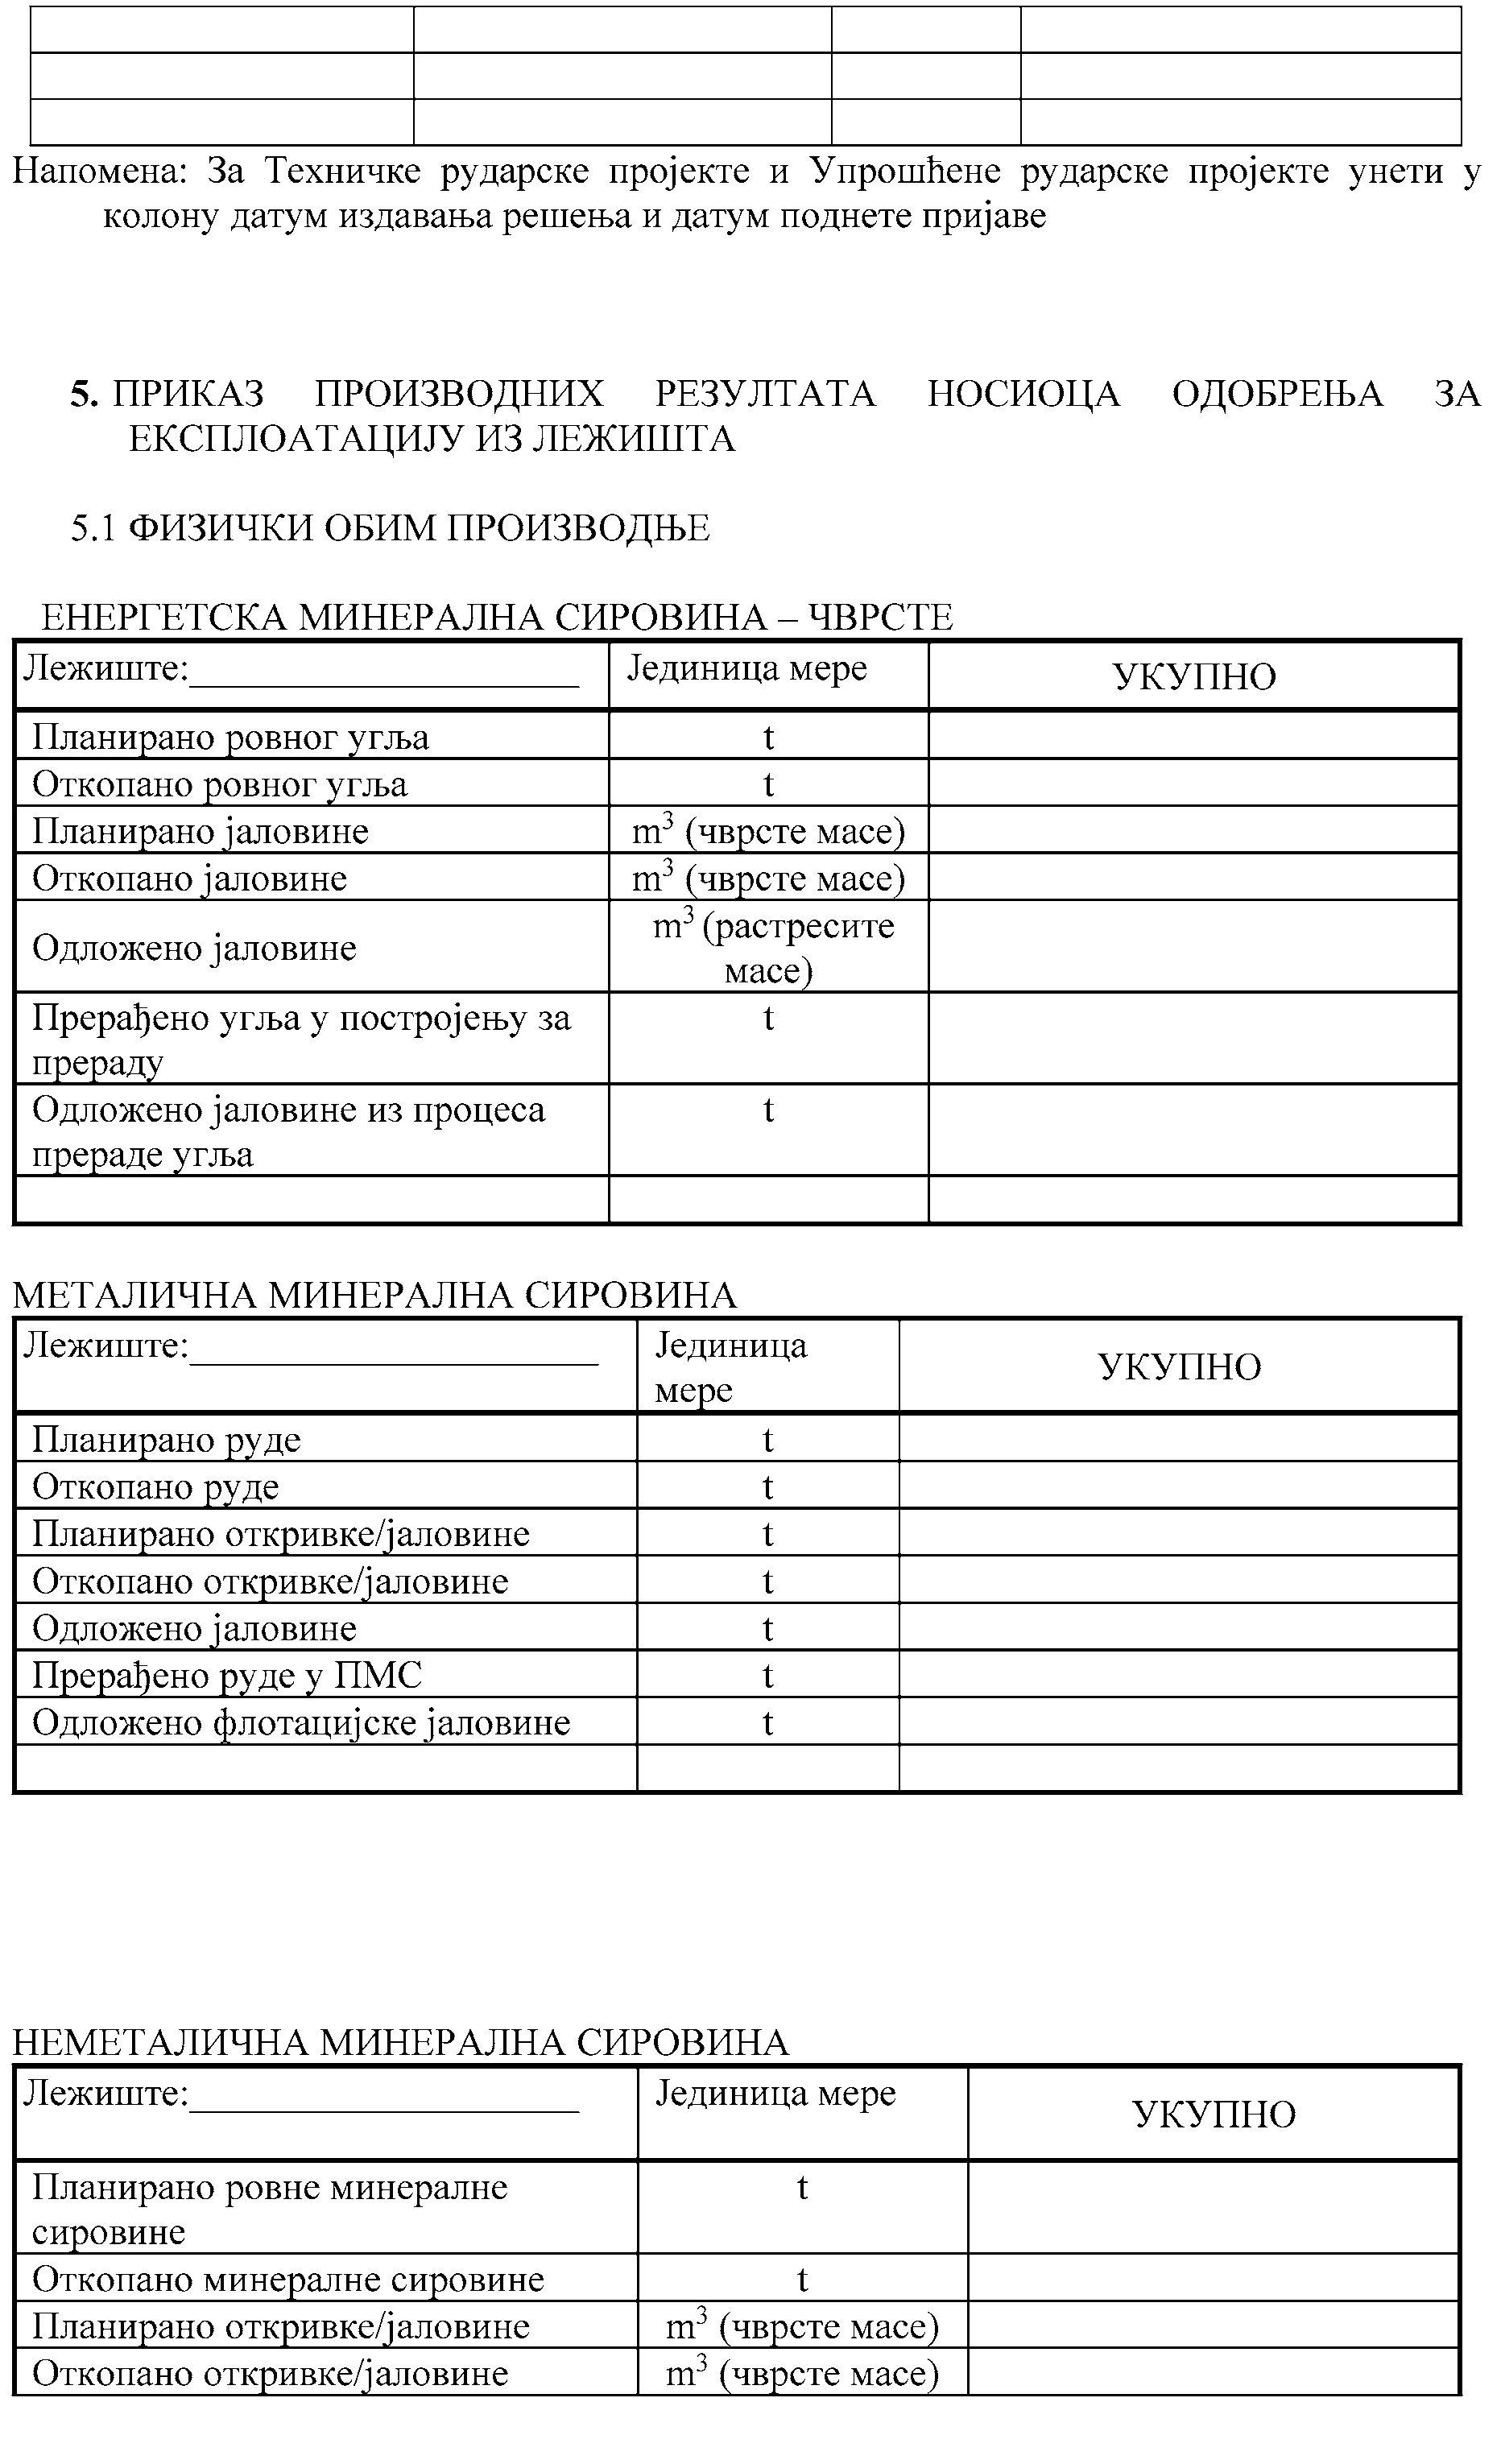 Напомена: За Техничке рударске пројекте и Упрошћене рударске пројекте унети у
колону датум издавања решења и датум поднете пријаве
5. ПРИКАЗ ПРОИЗВОДНИХ РЕЗУЛТАТА НОСИОЦА ОДОБРЕЊА ЗА
ЕКСПЛОАТАЦИЈУ ИЗ ЛЕЖИШТА
5.1 ФИЗИЧКИ ОБИМ ПРОИЗВОДЊЕ
ЕНЕРГЕТСКА МИНЕРАЛНА СИРОВИНА – ЧВРСТЕ
Лежиште:____________________ Јединица мере УКУПНО
Планирано ровног угља t
Откопано ровног угља t
Планирано јаловине m³ (чврсте масе)
Откопано јаловине m³ (чврсте масе)
Одложено јаловине m³ (растресите
масе)
Прерађено угља у постројењу за t
прераду
Одложено јаловине из процеса t
прераде угља
МЕТАЛИЧНА МИНЕРАЛНА СИРОВИНА
Лежиште:_____________________ Јединица УКУПНО
мере
Планирано руде t
Откопано руде t
Планирано откривке/јаловине t
Откопано откривке/јаловине t
Одложено јаловине t
Прерађено руде у ПМС t
Одложено флотацијске јаловине t
НЕМЕТАЛИЧНА МИНЕРАЛНА СИРОВИНА
Лежиште:____________________ Јединица мере УКУПНО
Планирано ровне минералне t
сировине
Откопано минералне сировине t
Планирано откривке/јаловине m³ (чврсте масе)
Откопано откривке/јаловине m³ (чврсте масе)